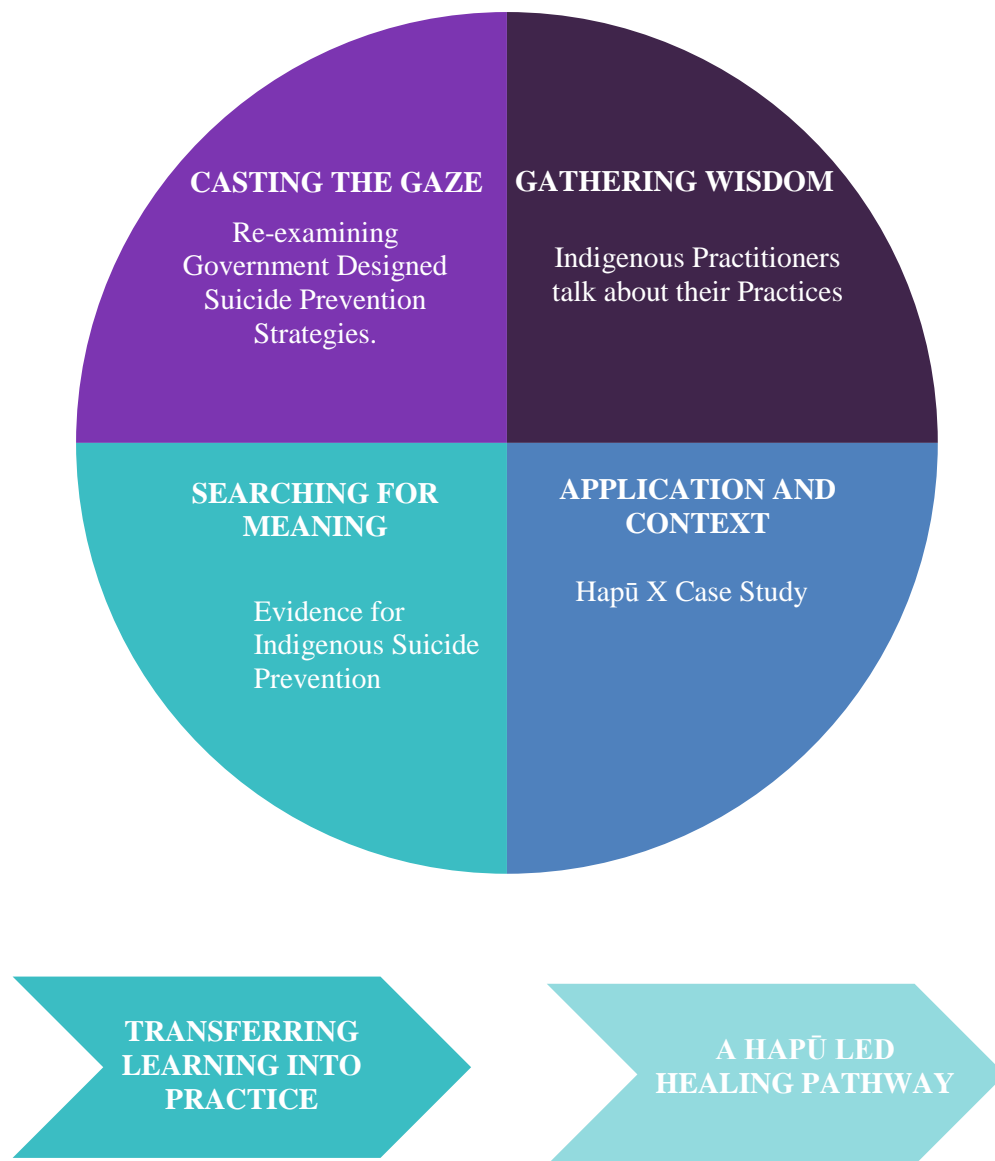 CASTING THE GAZE
Re-examining
Government Designed
Suicide Prevention
Strategies.
GATHERING WISDOM
Indigenous Practitioners
talk about their Practices
SEARCHING FOR
MEANING
Evidence for
Indigenous Suicide
Prevention
APPLICATION AND
CONTEXT
Hapū X Case Study
TRANSFERRING
LEARNING INTO
PRACTICE
A HAPŪ LED
HEALING PATHWAY